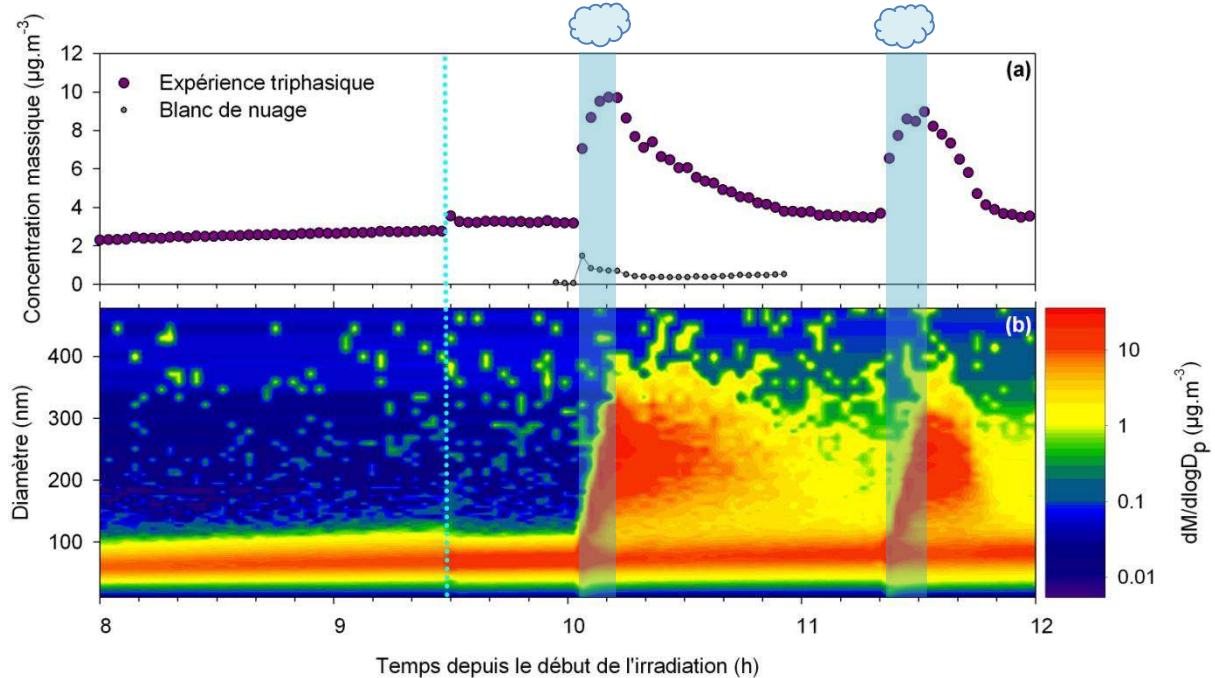 Concentration massique (µg.m⁻³)
12
10
8
6
4
2
0
(a)
Expérience triphasique
Blanc de nuage
(b)
Diamètre (nm)
400
300
200
100
10
1
0.1
0.01
dM/dlogDₚ (µg.m⁻³)
8
9
10
11
12
Temps depuis le début de l'irradiation (h)